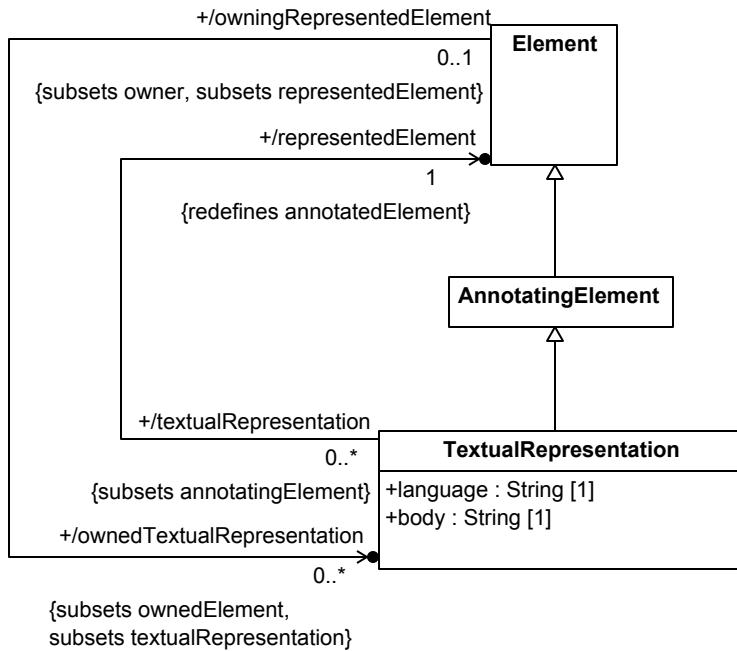 +/owningRepresentedElement
Element
0..1
{subsets owner, subsets representedElement}
+/representedElement
1
{redefines annotatedElement}
AnnotatingElement
+/textualRepresentation
0..*
TextualRepresentation
{subsets annotatingElement}
+language : String [1]
+body : String [1]
+/ownedTextualRepresentation
0..*
{subsets ownedElement,
subsets textualRepresentation}